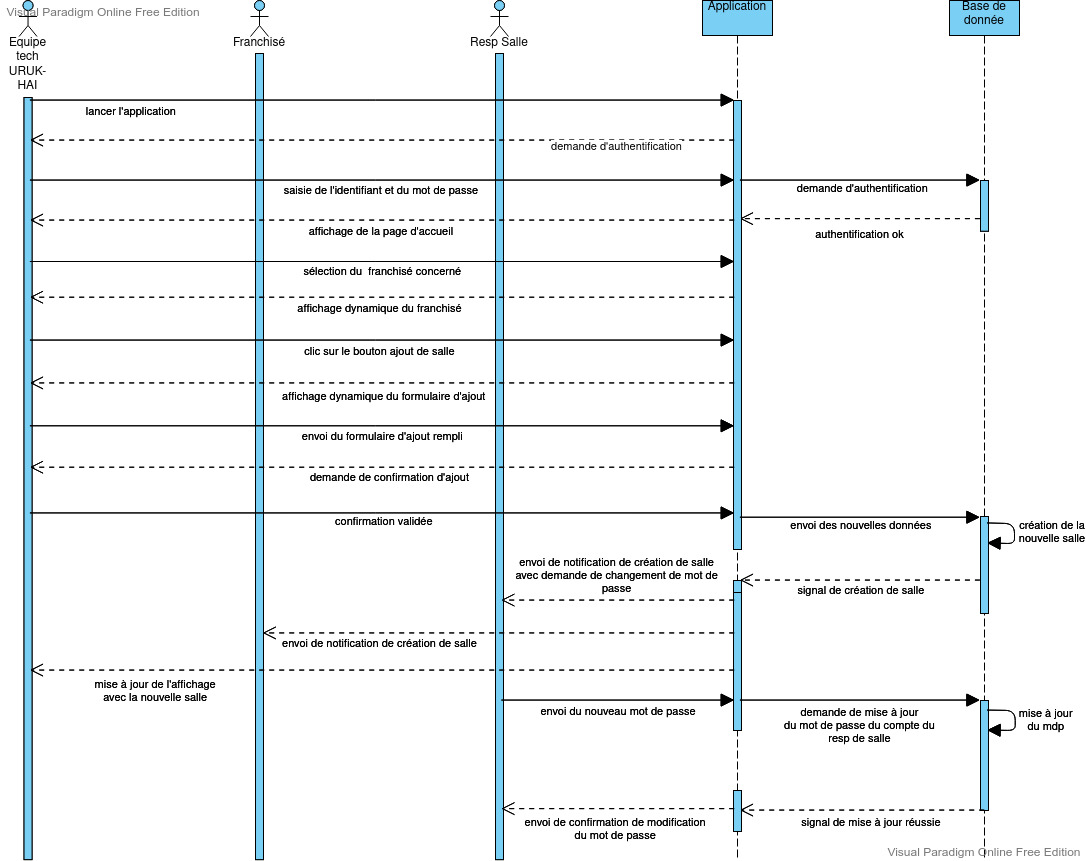 Visual Paradigm Online Free Edition
Equipe
tech
URUK-
HAI
Franchisé
Resp Salle
Application
Base de
donnée
lancer l'application
demande d'authentification
saisie de l'identifiant et du mot de passe
demande d'authentification
affichage de la page d'accueil
authentification ok
sélection du franchisé concerné
affichage dynamique du franchisé
clic sur le bouton ajout de salle
affichage dynamique du formulaire d'ajout
envoi du formulaire d'ajout rempli
demande de confirmation d'ajout
confirmation validée
envoi des nouvelles données
création de la
nouvelle salle
envoi de notification de création de salle
avec demande de changement de mot de
passe
signal de création de salle
envoi de notification de création de salle
mise à jour de l'affichage
avec la nouvelle salle
envoi du nouveau mot de passe
demande de mise à jour
du mot de passe du compte du
resp de salle
mise à jour
du mdp
envoi de confirmation de modification
du mot de passe
signal de mise à jour réussie
Visual Paradigm Online Free Edition